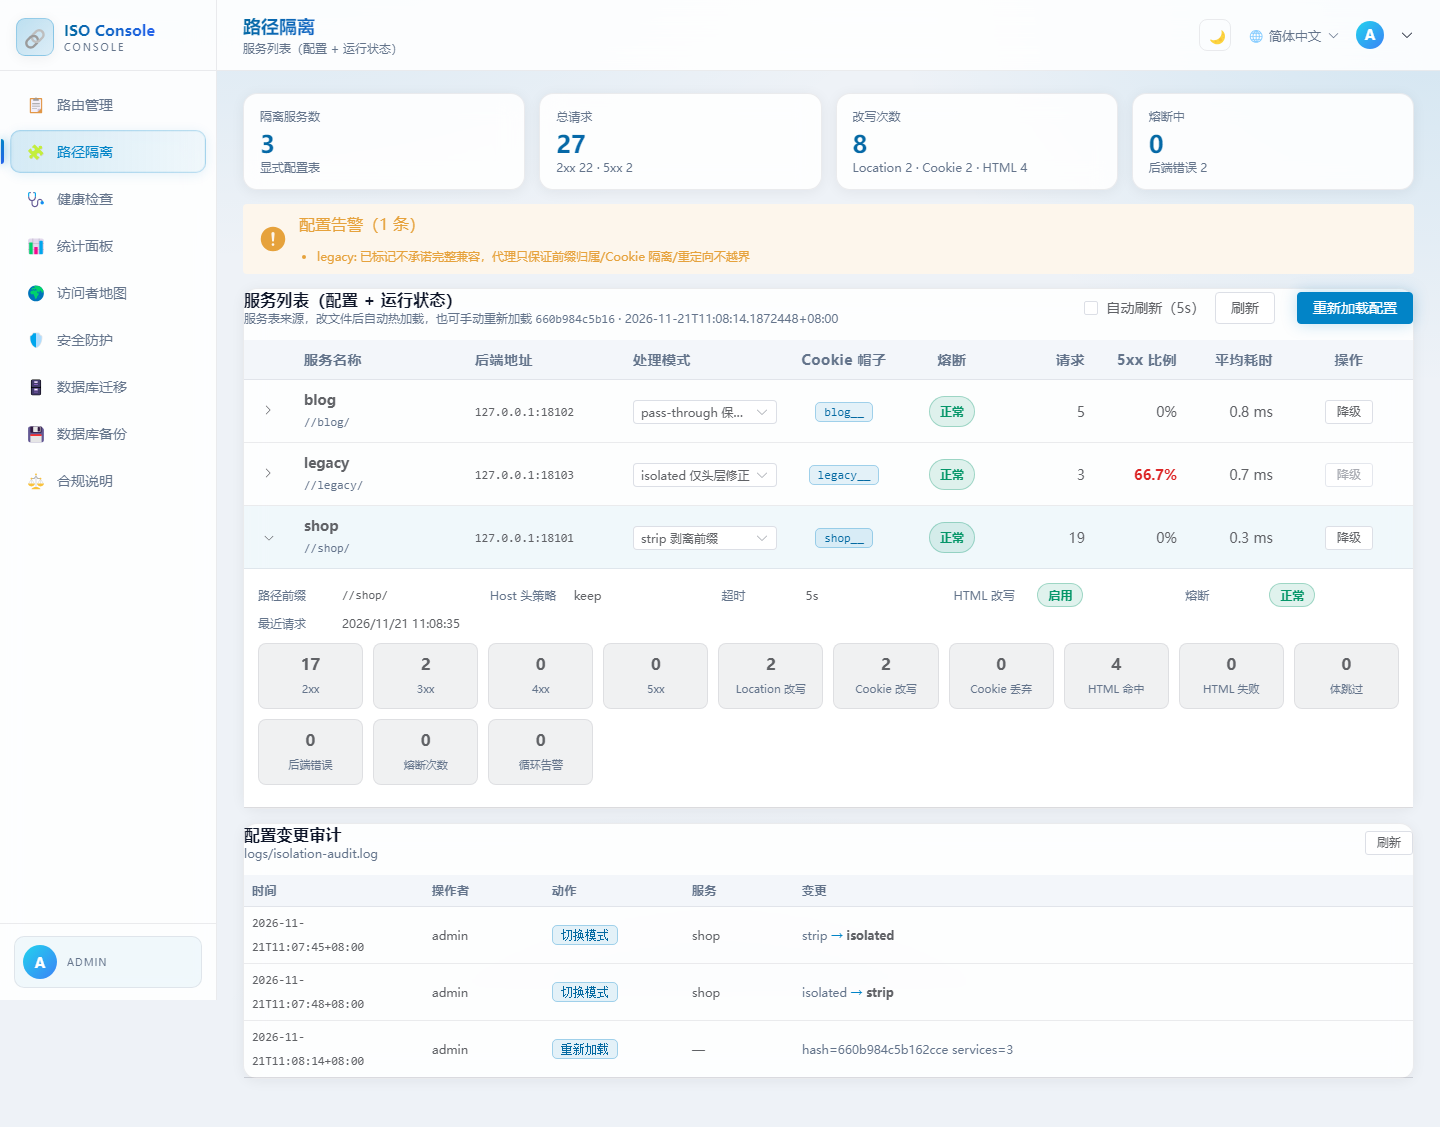 ISO Console
CONSOLE
路径隔离
服务列表（配置 + 运行状态）
简体中文
A
路由管理
路径隔离
健康检查
统计面板
访问者地图
安全防护
数据库迁移
数据库备份
合规说明
A
ADMIN
隔离服务数
3
显式配置表
总请求
27
2xx 22 · 5xx 2
改写次数
8
Location 2 · Cookie 2 · HTML 4
熔断中
0
后端错误 2
配置告警（1 条）
legacy: 已标记不承诺完整兼容，代理只保证前缀归属/Cookie 隔离/重定向不越界
服务列表（配置 + 运行状态）
服务表来源，改文件后自动热加载，也可手动重新加载 660b984c5b16 · 2026-11-21T11:08:14.1872448+08:00
自动刷新（5s）
刷新
重新加载配置
服务名称 后端地址 处理模式 Cookie 帽子 熔断 请求 5xx 比例 平均耗时 操作
blog
//blog/
127.0.0.1:18102 pass-through 保... blog__ 正常 5 0% 0.8 ms 降级
legacy
//legacy/
127.0.0.1:18103 isolated 仅头层修正 legacy__ 正常 3 66.7% 0.7 ms 降级
shop
//shop/
127.0.0.1:18101 strip 剥离前缀 shop__ 正常 19 0% 0.3 ms 降级
路径前缀 //shop/ Host 头策略 keep 超时 5s HTML 改写 启用 熔断 正常
最近请求 2026/11/21 11:08:35
17
2xx
2
3xx
0
4xx
0
5xx
2
Location 改写
2
Cookie 改写
0
Cookie 丢弃
4
HTML 命中
0
HTML 失败
0
体跳过
0
后端错误
0
熔断次数
0
循环告警
配置变更审计
logs/isolation-audit.log
刷新
时间 操作者 动作 服务 变更
2026-11-
21T11:07:45+08:00
admin 切换模式 shop strip → isolated
2026-11-
21T11:07:48+08:00
admin 切换模式 shop isolated → strip
2026-11-
21T11:08:14+08:00
admin 重新加载 — hash=660b984c5b162cce services=3